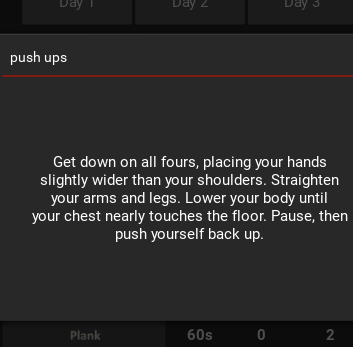 Day 1 Day 2 Day 3
push ups
Get down on all fours, placing your hands
slightly wider than your shoulders. Straighten
your arms and legs. Lower your body until
your chest nearly touches the floor. Pause, then
push yourself back up.
Plank 60s 0 2